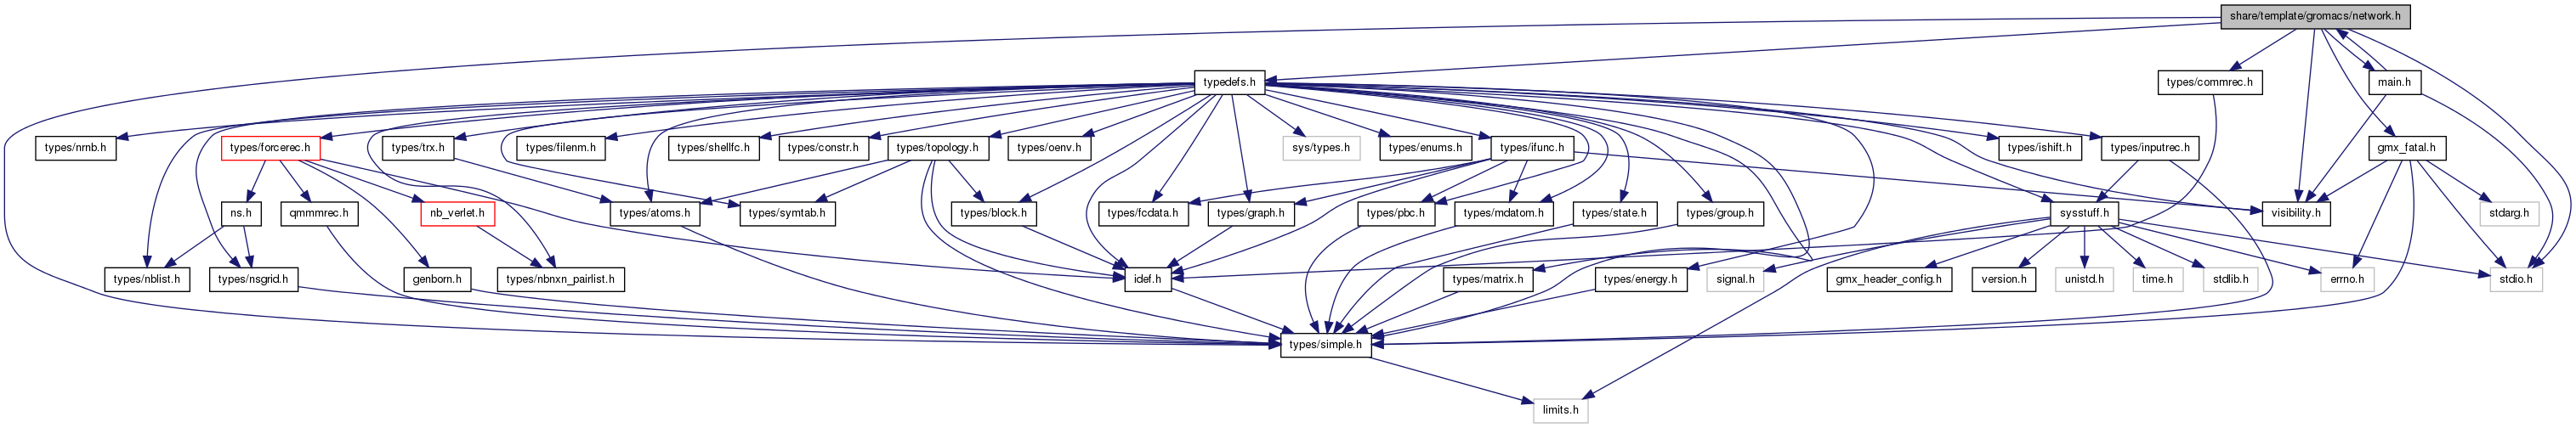 share/template/gromacs/network.h
typedefs.h
types/commrec.h
main.h
types/nrnb.h
types/forcerec.h
types/trx.h
types/filenm.h
types/shellfc.h
types/constr.h
types/topology.h
types/oenv.h
sys/types.h
types/enums.h
types/ifunc.h
types/ishift.h
types/inputrec.h
gmx_fatal.h
ns.h
qmmmrec.h
nb_verlet.h
types/atoms.h
types/symtab.h
types/block.h
types/fcdata.h
types/graph.h
types/pbc.h
types/mdatom.h
types/state.h
types/group.h
sysstuff.h
visibility.h
stdarg.h
types/nblist.h
types/nsgrid.h
genborn.h
types/nbnxn_pairlist.h
idef.h
types/matrix.h
types/energy.h
signal.h
gmx_header_config.h
version.h
unistd.h
time.h
stdlib.h
errno.h
stdio.h
types/simple.h
limits.h